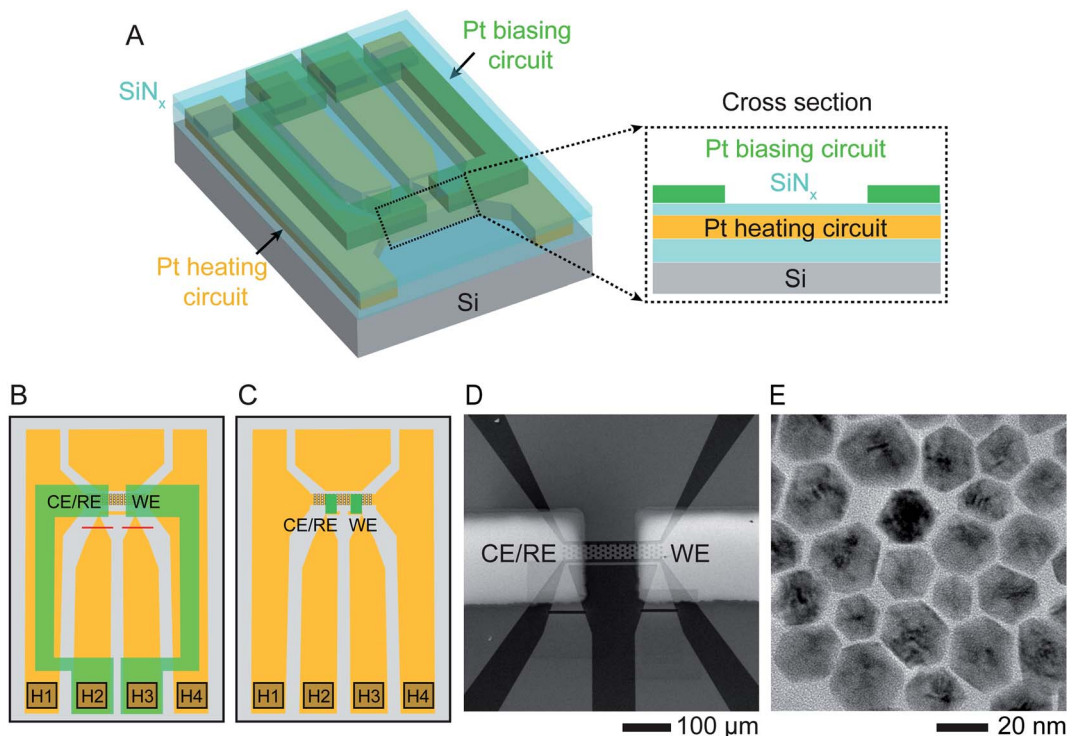 A
Pt biasing
circuit
SiNₓ
Pt heating
circuit
Si
Cross section
Pt biasing circuit
SiNₓ
Pt heating circuit
Si
B
CE/RE
WE
H1
H2
H3
H4
C
CE/RE
WE
H1
H2
H3
H4
D
CE/RE
WE
100 µm
E
20 nm